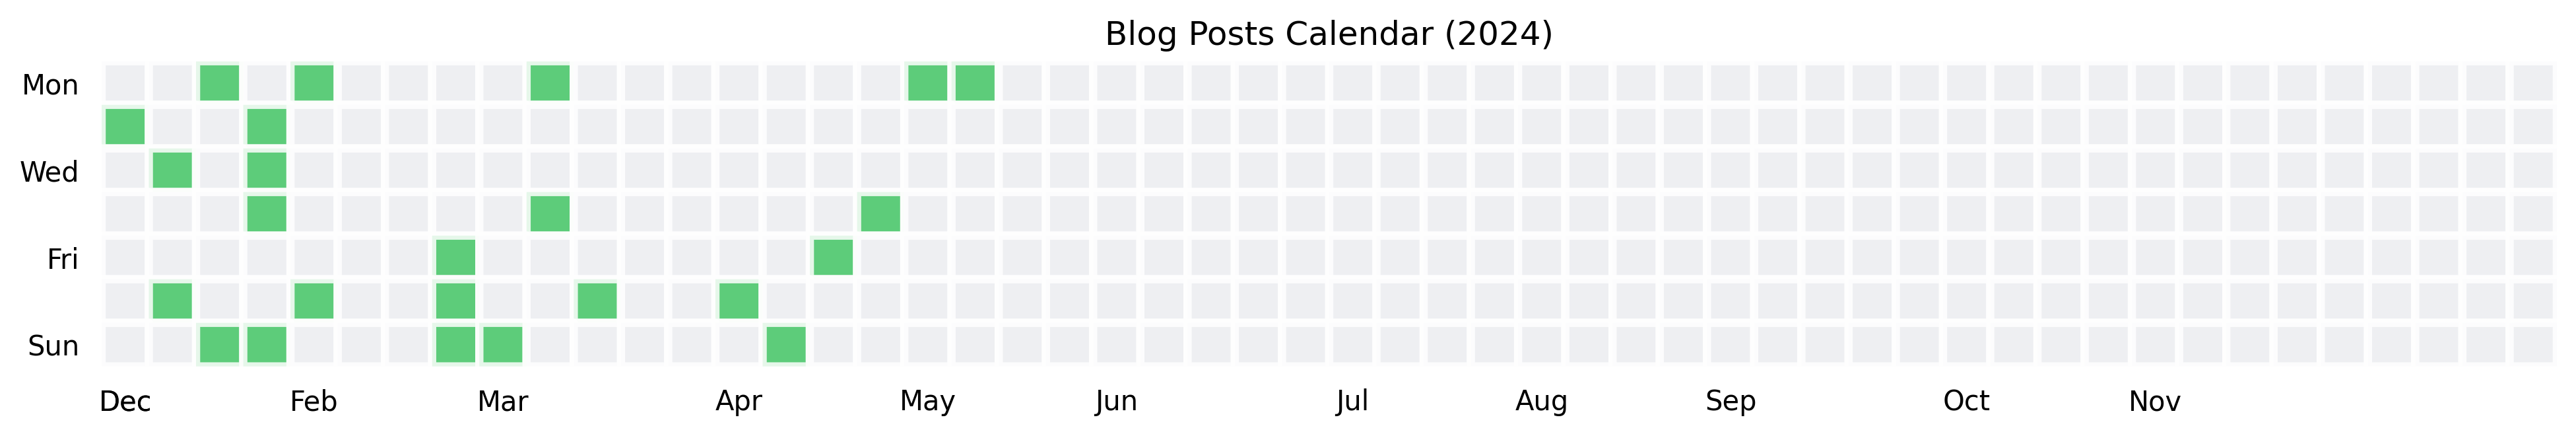 Blog Posts Calendar (2024)
Mon
Wed
Fri
Sun
Dec Feb Mar Apr May Jun Jul Aug Sep Oct Nov